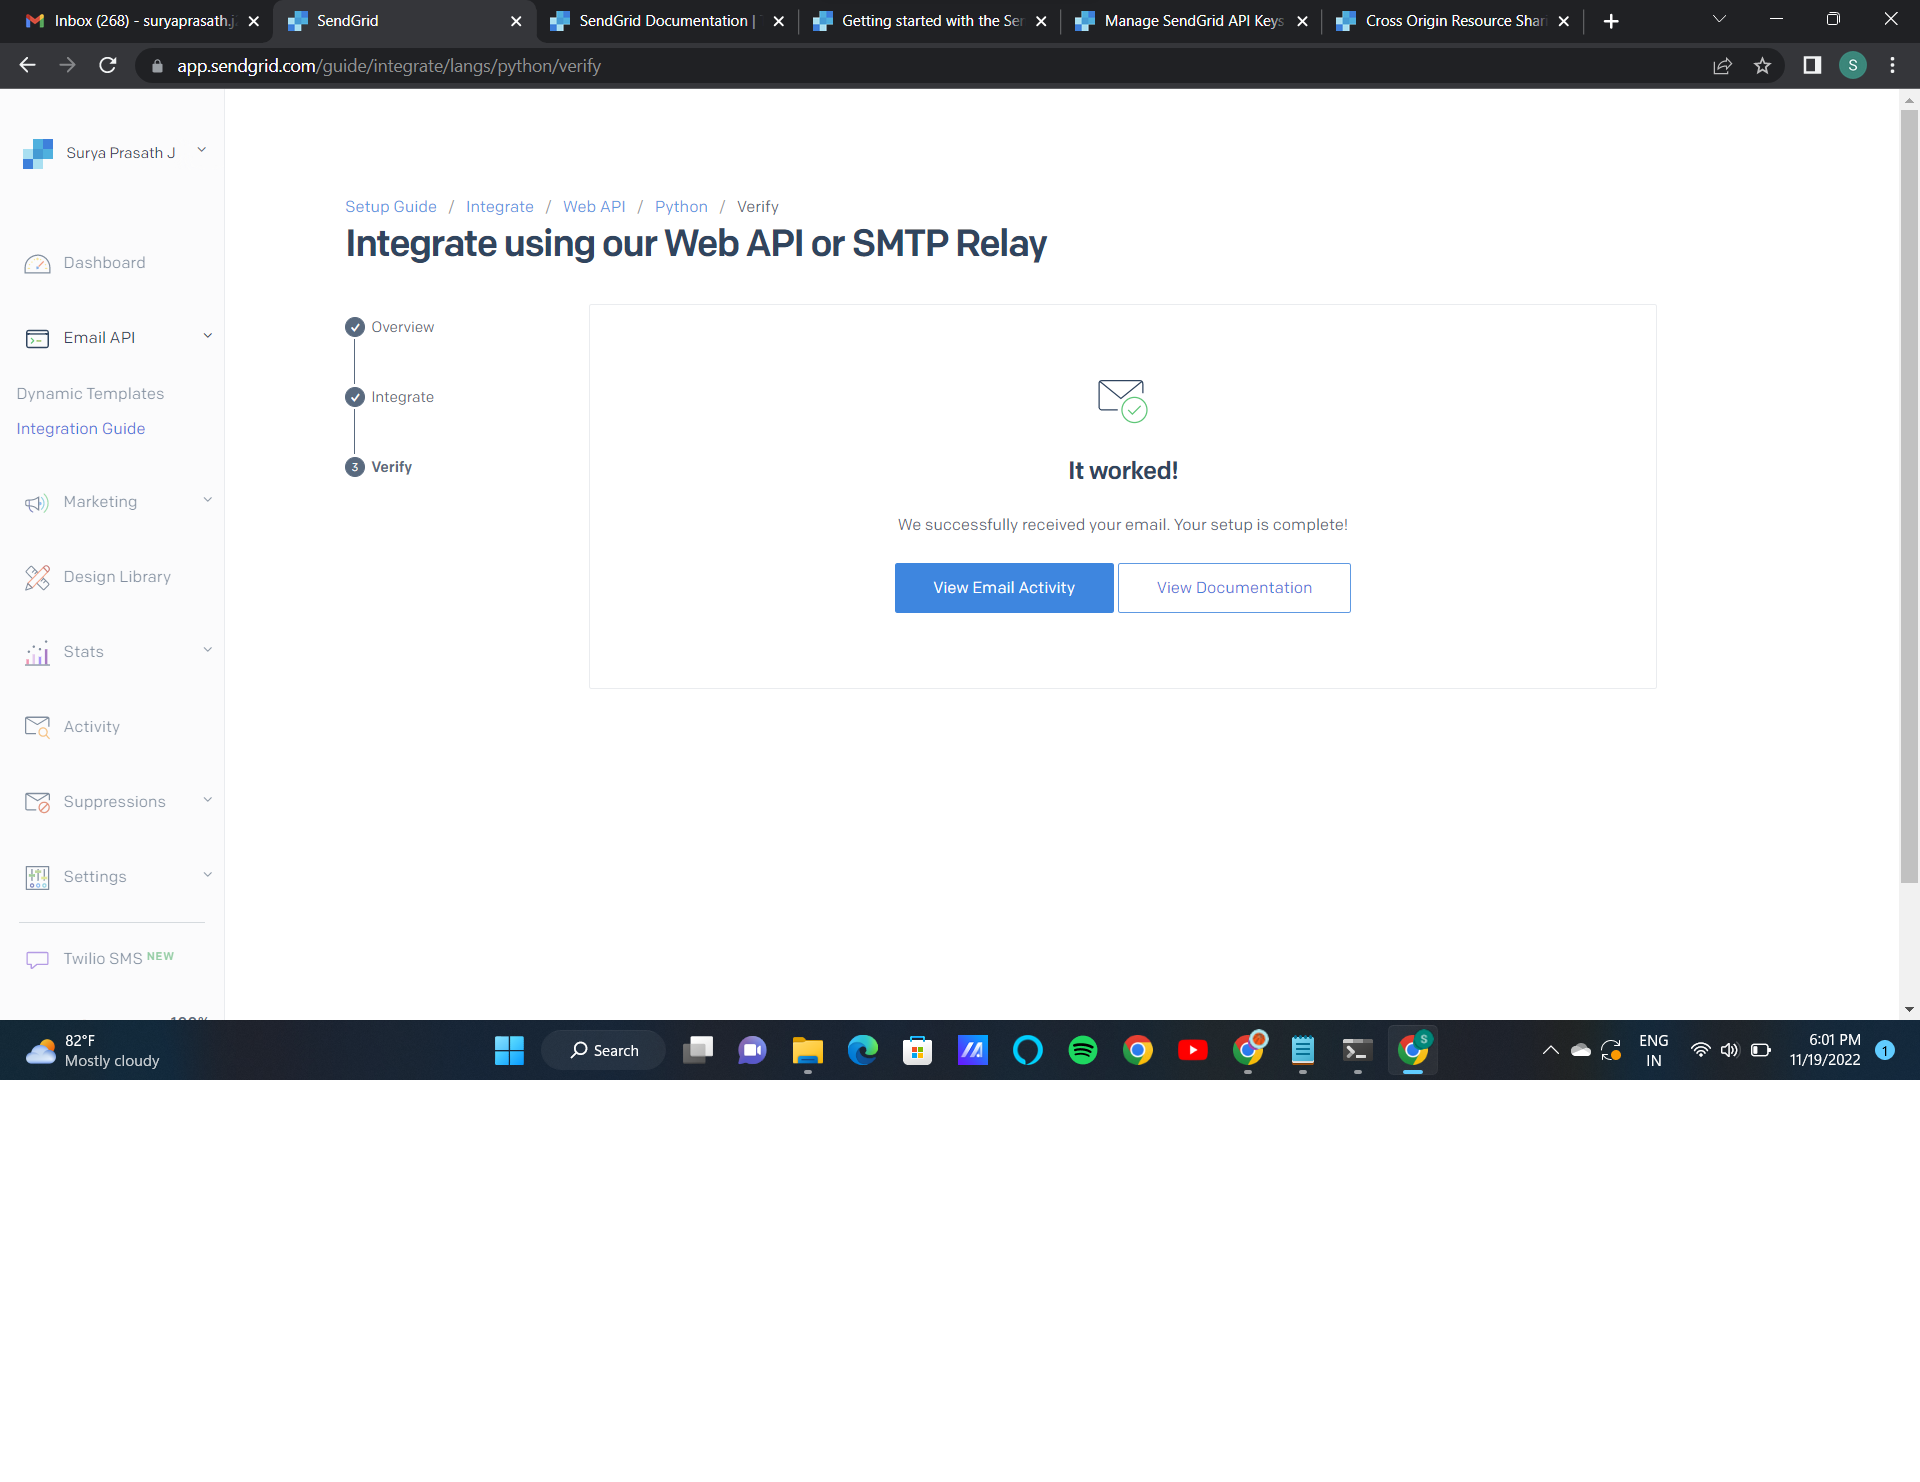 Inbox (268) - suryaprasath.j
SendGrid
SendGrid Documentation |
Getting started with the Ser
Manage SendGrid API Keys
Cross Origin Resource Shari
app.sendgrid.com/guide/integrate/langs/python/verify
S
Surya Prasath J
Setup Guide / Integrate / Web API / Python / Verify
Integrate using our Web API or SMTP Relay
Dashboard
Email API
Dynamic Templates
Integration Guide
Marketing
Design Library
Stats
Activity
Suppressions
Settings
Twilio SMS NEW
Overview
Integrate
3 Verify
It worked!
We successfully received your email. Your setup is complete!
View Email Activity
View Documentation
82°F
Mostly cloudy
Search
S
ENG
IN
6:01 PM
11/19/2022
1